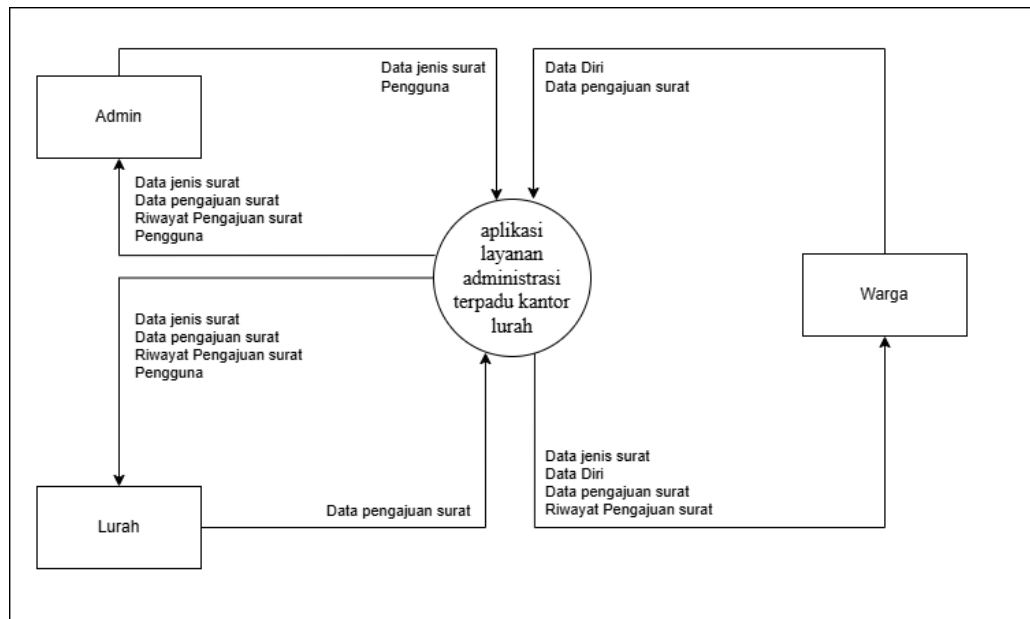 Data jenis surat
Pengguna
Data Diri
Data pengajuan surat
Admin
Data jenis surat
Data pengajuan surat
Riwayat Pengajuan surat
Pengguna
aplikasi
layanan
administrasi
terpadu kantor
lurah
Warga
Data jenis surat
Data pengajuan surat
Riwayat Pengajuan surat
Pengguna
Data jenis surat
Data Diri
Data pengajuan surat
Riwayat Pengajuan surat
Lurah
Data pengajuan surat